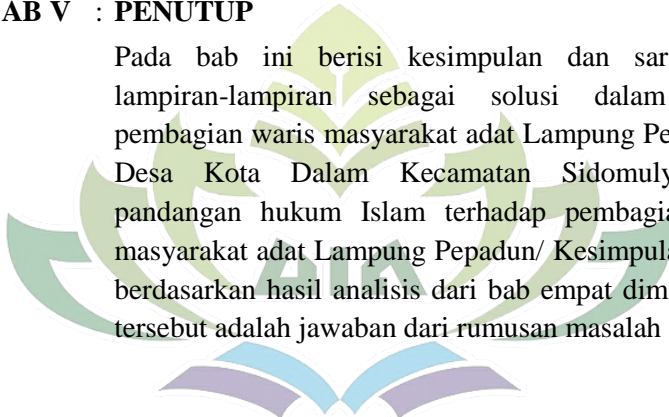 AB V : PENUTUP
Pada bab ini berisi kesimpulan dan sar
lampiran-lampiran sebagai solusi dalam
pembagian waris masyarakat adat Lampung Pe
Desa Kota Dalam Kecamatan Sidomuly
pandangan hukum Islam terhadap pembagia
masyarakat adat Lampung Pepadun/ Kesimpula
berdasarkan hasil analisis dari bab empat dim
tersebut adalah jawaban dari rumusan masalah